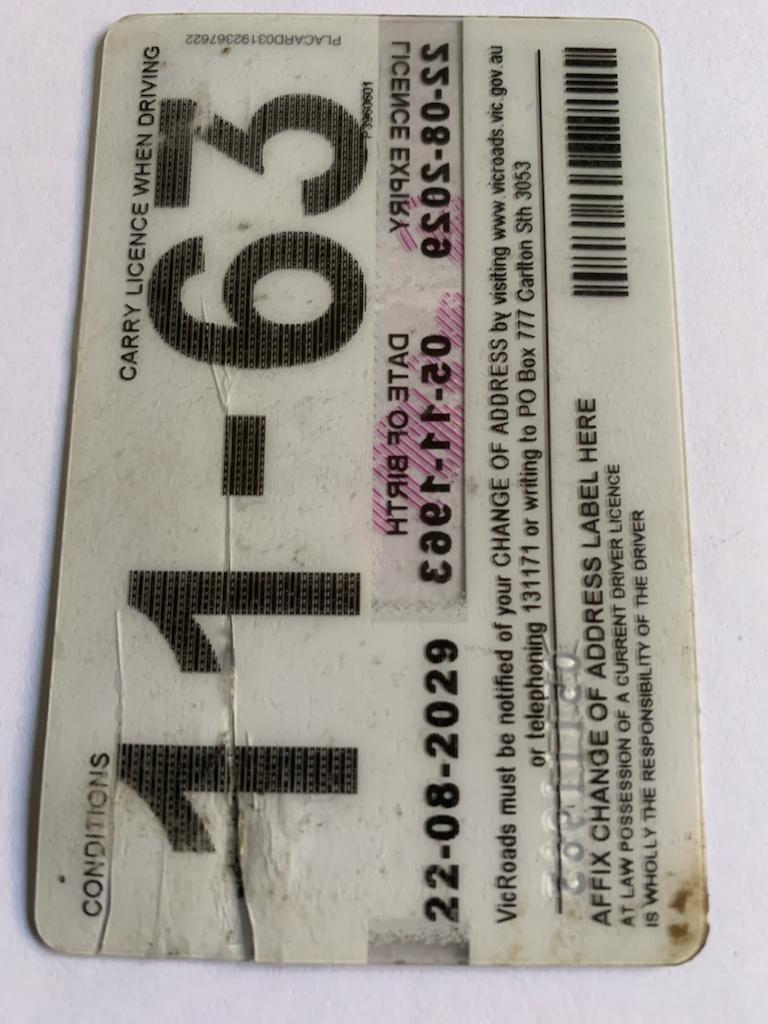 PLACARD03192367622
CARRY LICENCE WHEN DRIVING
CONDITIONS
11-63
P3960601
LICENCE EXPIRY
22-08-2029
DATE OF BIRTH
05-11-1963
22-08-2029
VicRoads must be notified of your CHANGE OF ADDRESS by visiting www.vicroads.vic.gov.au
or telephoning 131171 or writing to PO Box 777 Carlton Sth 3053
AFFIX CHANGE OF ADDRESS LABEL HERE
AT LAW POSSESSION OF A CURRENT DRIVER LICENCE
IS WHOLLY THE RESPONSIBILITY OF THE DRIVER